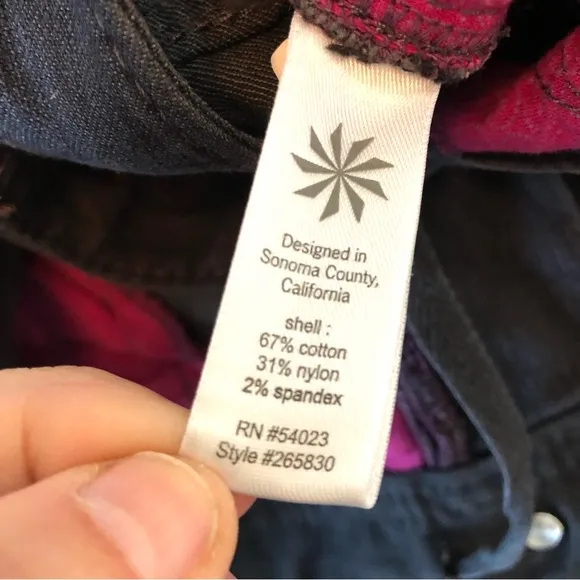 Designed in
Sonoma County,
California
shell :
67% cotton
31% nylon
2% spandex
RN #54023
Style #265830